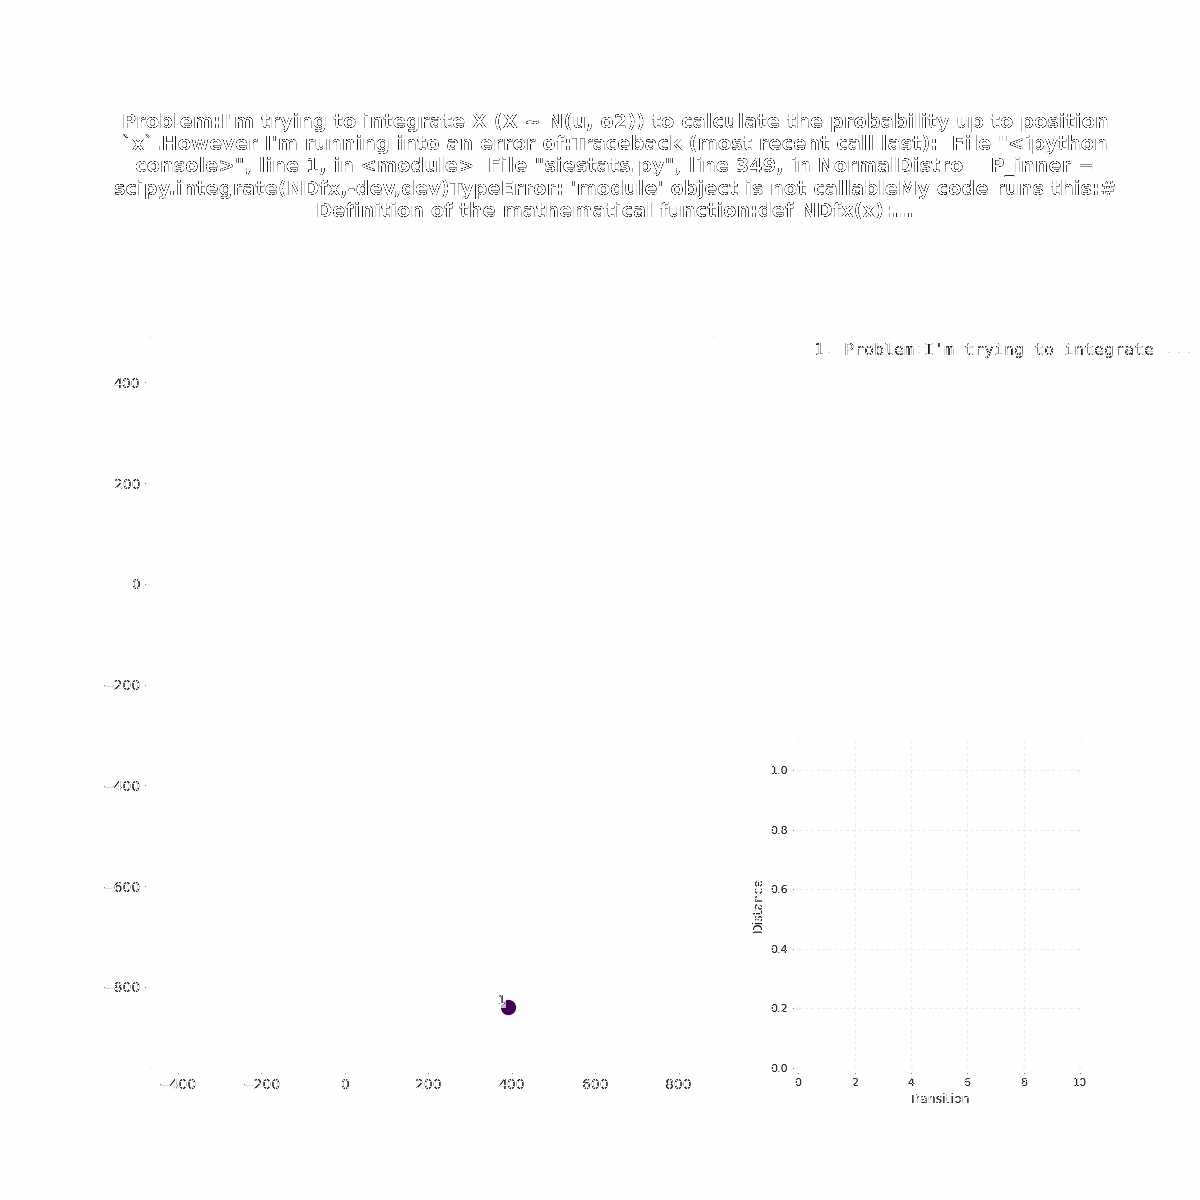 Problem:I'm trying to integrate X (X ~ N(u, o2)) to calculate the probability up to position
`x`.However I'm running into an error of:Traceback (most recent call last):  File "<ipython
console>", line 1, in <module>  File "siestats.py", line 349, in NormalDistro    P_inner =
scipy.integrate(NDfx,-dev,dev)TypeError: 'module' object is not callableMy code runs this:#
Definition of the mathematical function:def NDfx(x):...
1. Problem:I'm trying to integrate ...
400
200
0
−200
−400
−600
−800
1
−400 −200 0 200 400 600 800
1.0
0.8
0.6
0.4
0.2
0.0
Distance
0 2 4 6 8 10
Transition